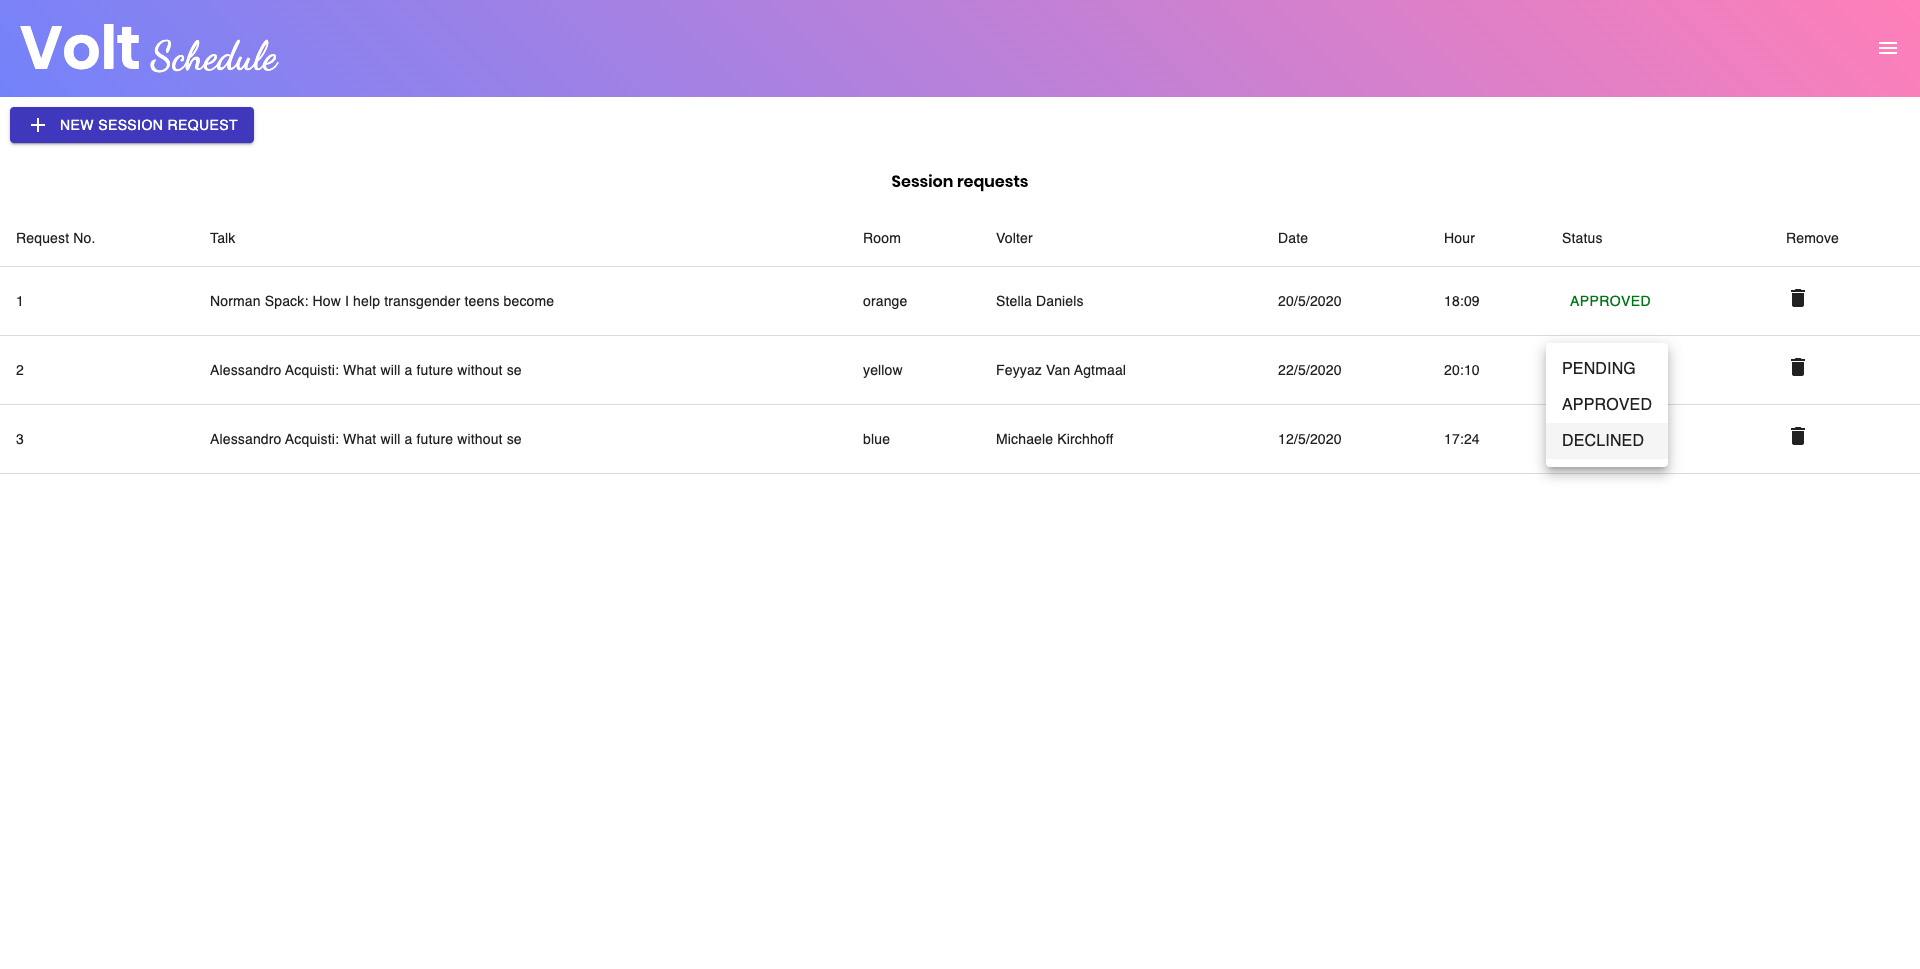 Volt Schedule
NEW SESSION REQUEST
Session requests
Request No. Talk Room Volter Date Hour Status Remove
1 Norman Spack: How I help transgender teens become orange Stella Daniels 20/5/2020 18:09 APPROVED
2 Alessandro Acquisti: What will a future without se yellow Feyyaz Van Agtmaal 22/5/2020 20:10 PENDING
APPROVED
3 Alessandro Acquisti: What will a future without se blue Michaele Kirchhoff 12/5/2020 17:24 DECLINED